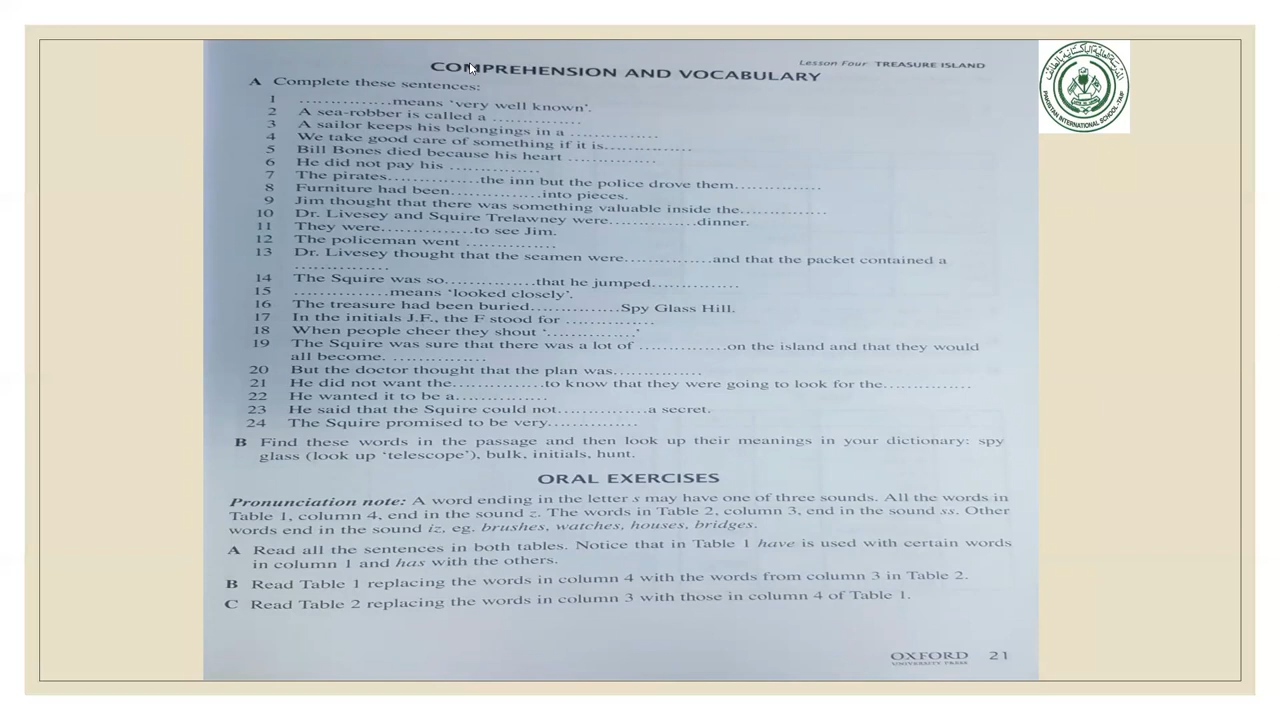 Lesson Four TREASURE ISLAND
COMPREHENSION AND VOCABULARY
A Complete these sentences:
1 ...............means 'very well known'.
2 A sea-robber is called a ...............
3 A sailor keeps his belongings in a ...............
4 We take good care of something if it is...............
5 Bill Bones died because his heart ...............
6 He did not pay his ...............
7 The pirates...............the inn but the police drove them...............
8 Furniture had been...............into pieces.
9 Jim thought that there was something valuable inside the...............
10 Dr. Livesey and Squire Trelawney were...............dinner.
11 They were...............to see Jim.
12 The policeman went ...............
13 Dr. Livesey thought that the seamen were...............and that the packet contained a
...............
14 The Squire was so...............that he jumped...............
15 ...............means 'looked closely'.
16 The treasure had been buried...............Spy Glass Hill.
17 In the initials J.F., the F stood for ...............
18 When people cheer they shout '...............'
19 The Squire was sure that there was a lot of ...............on the island and that they would
all become. ...............
20 But the doctor thought that the plan was...............
21 He did not want the...............to know that they were going to look for the...............
22 He wanted it to be a...............
23 He said that the Squire could not...............a secret.
24 The Squire promised to be very...............
B Find these words in the passage and then look up their meanings in your dictionary: spy
glass (look up 'telescope'), bulk, initials, hunt.
ORAL EXERCISES
Pronunciation note: A word ending in the letter s may have one of three sounds. All the words in
Table 1, column 4, end in the sound z. The words in Table 2, column 3, end in the sound ss. Other
words end in the sound iz, eg. brushes, watches, houses, bridges.
A Read all the sentences in both tables. Notice that in Table 1 have is used with certain words
in column 1 and has with the others.
B Read Table 1 replacing the words in column 4 with the words from column 3 in Table 2.
C Read Table 2 replacing the words in column 3 with those in column 4 of Table 1.
OXFORD 21
UNIVERSITY PRESS
PAKISTAN INTERNATIONAL SCHOOL-TAIF